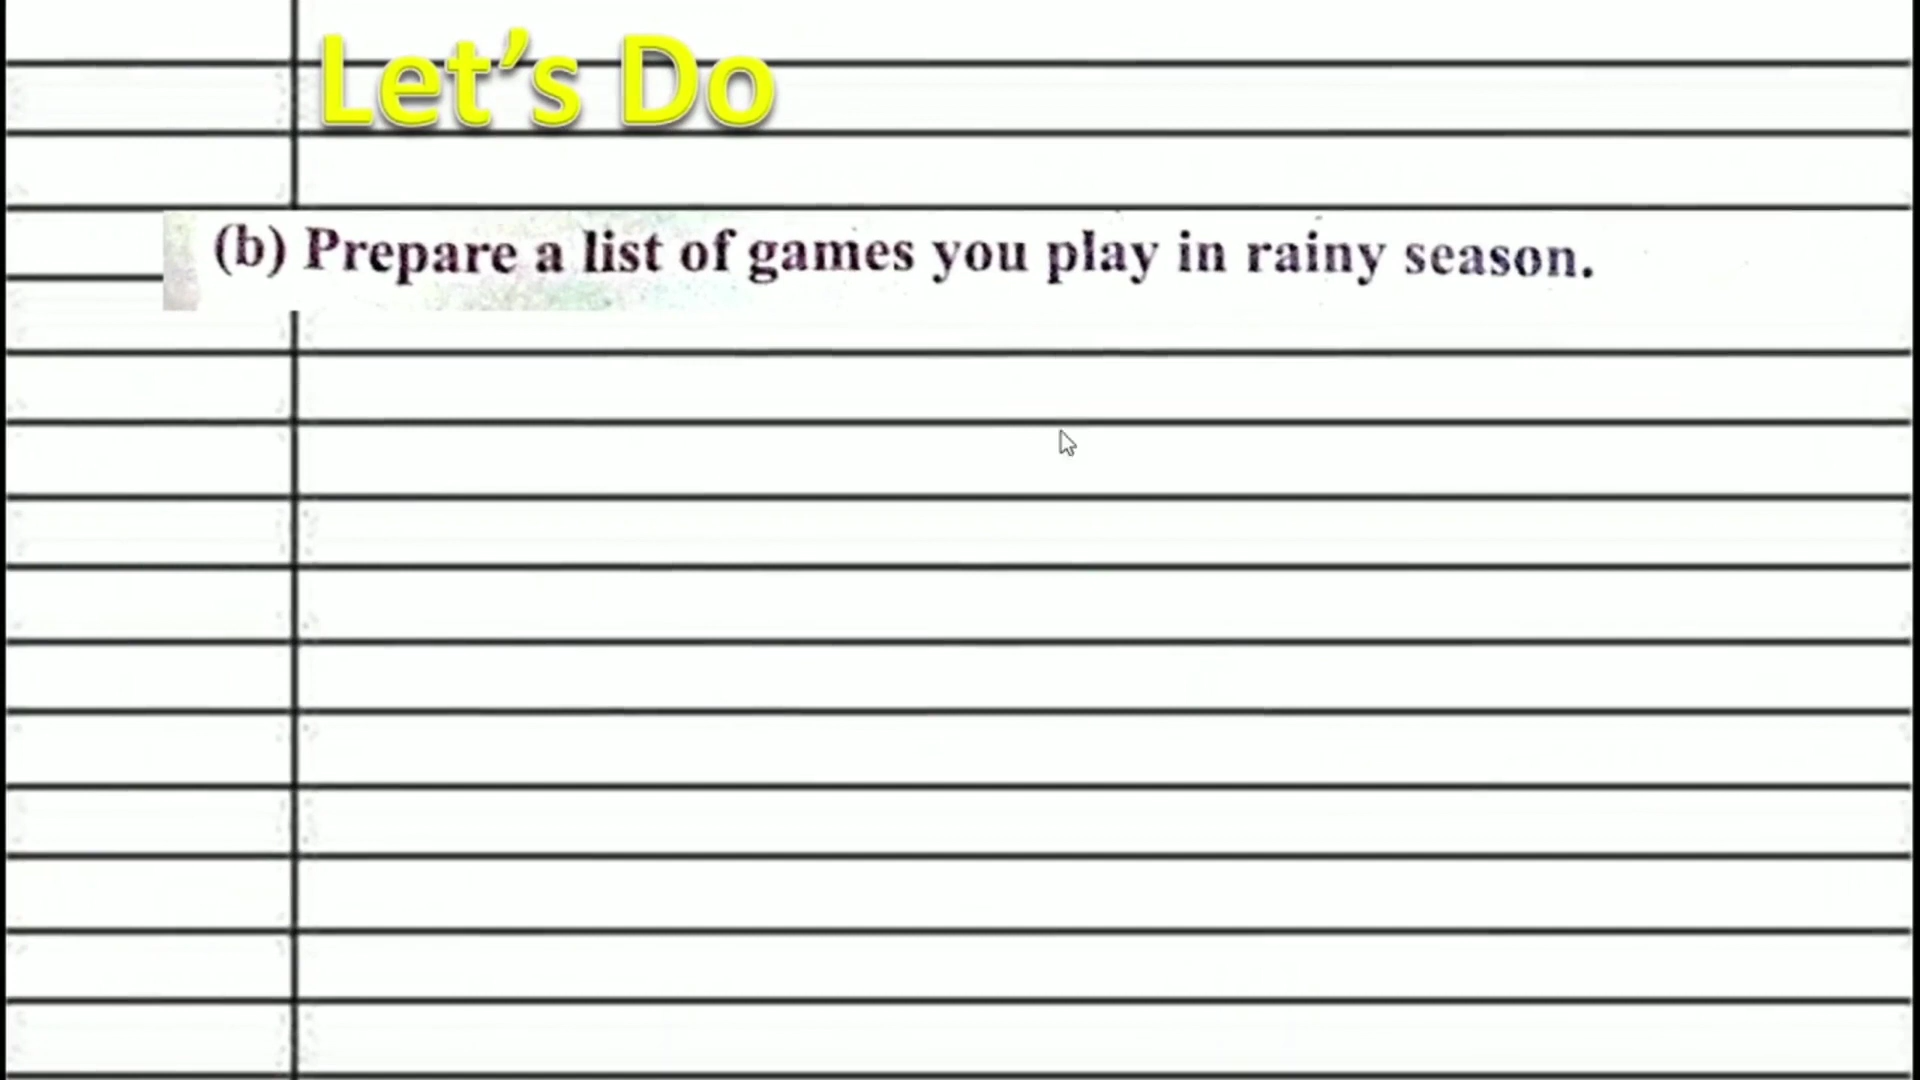 Let’s Do
(b) Prepare a list of games you play in rainy season.